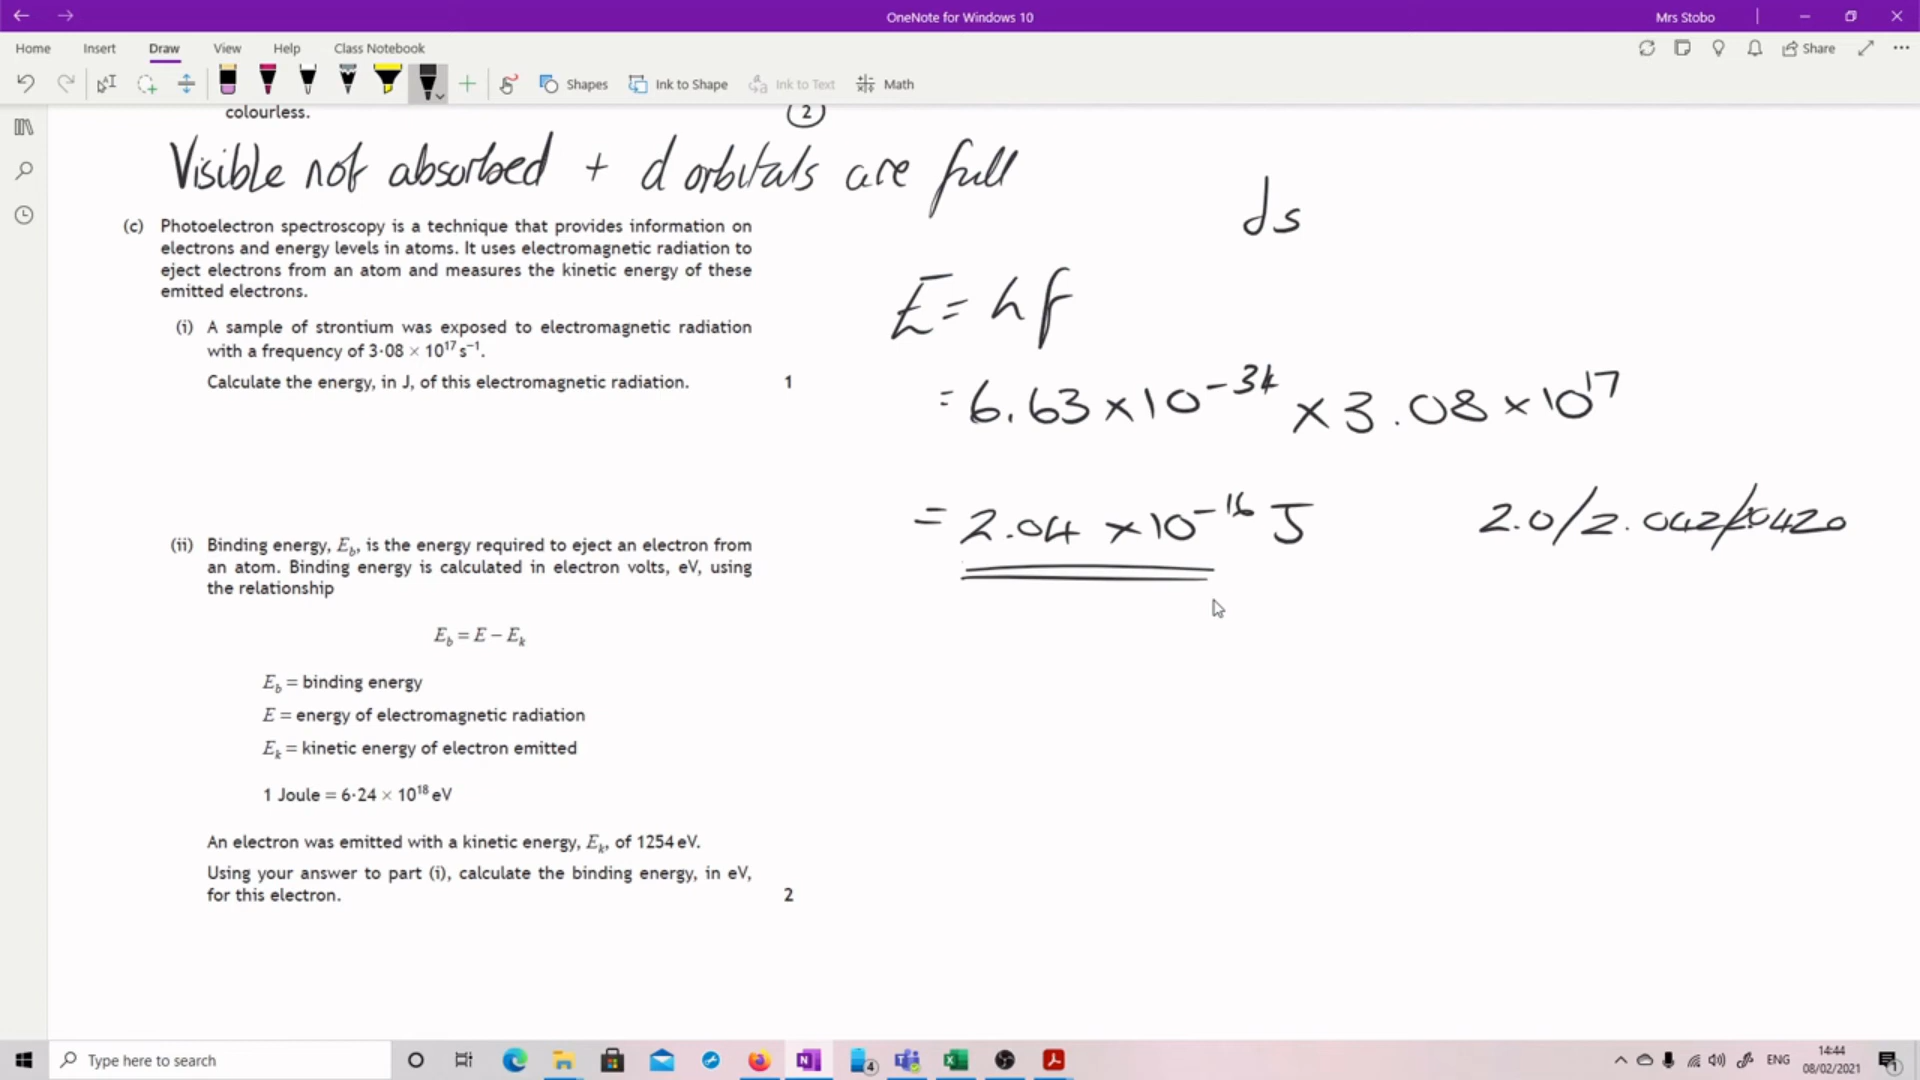 OneNote for Windows 10
Mrs Stobo
Home Insert Draw View Help Class Notebook
Share
Shapes Ink to Shape Ink to Text Math
colourless. 2
Visible not absorbed + d orbitals are full
ds
(c) Photoelectron spectroscopy is a technique that provides information on
electrons and energy levels in atoms. It uses electromagnetic radiation to
eject electrons from an atom and measures the kinetic energy of these
emitted electrons.
E = hf
(i) A sample of strontium was exposed to electromagnetic radiation
with a frequency of 3·08 × 10¹⁷ s⁻¹.
Calculate the energy, in J, of this electromagnetic radiation. 1
= 6.63 × 10⁻³⁴ × 3.08 × 10¹⁷
= 2.04 × 10⁻¹⁶ J
2.0/2.042/2.0420
(ii) Binding energy, E_b, is the energy required to eject an electron from
an atom. Binding energy is calculated in electron volts, eV, using
the relationship
E_b = E − E_k
E_b = binding energy
E = energy of electromagnetic radiation
E_k = kinetic energy of electron emitted
1 Joule = 6·24 × 10¹⁸ eV
An electron was emitted with a kinetic energy, E_k, of 1254 eV.
Using your answer to part (i), calculate the binding energy, in eV,
for this electron. 2
Type here to search
4
ENG
14:44
08/02/2021
1